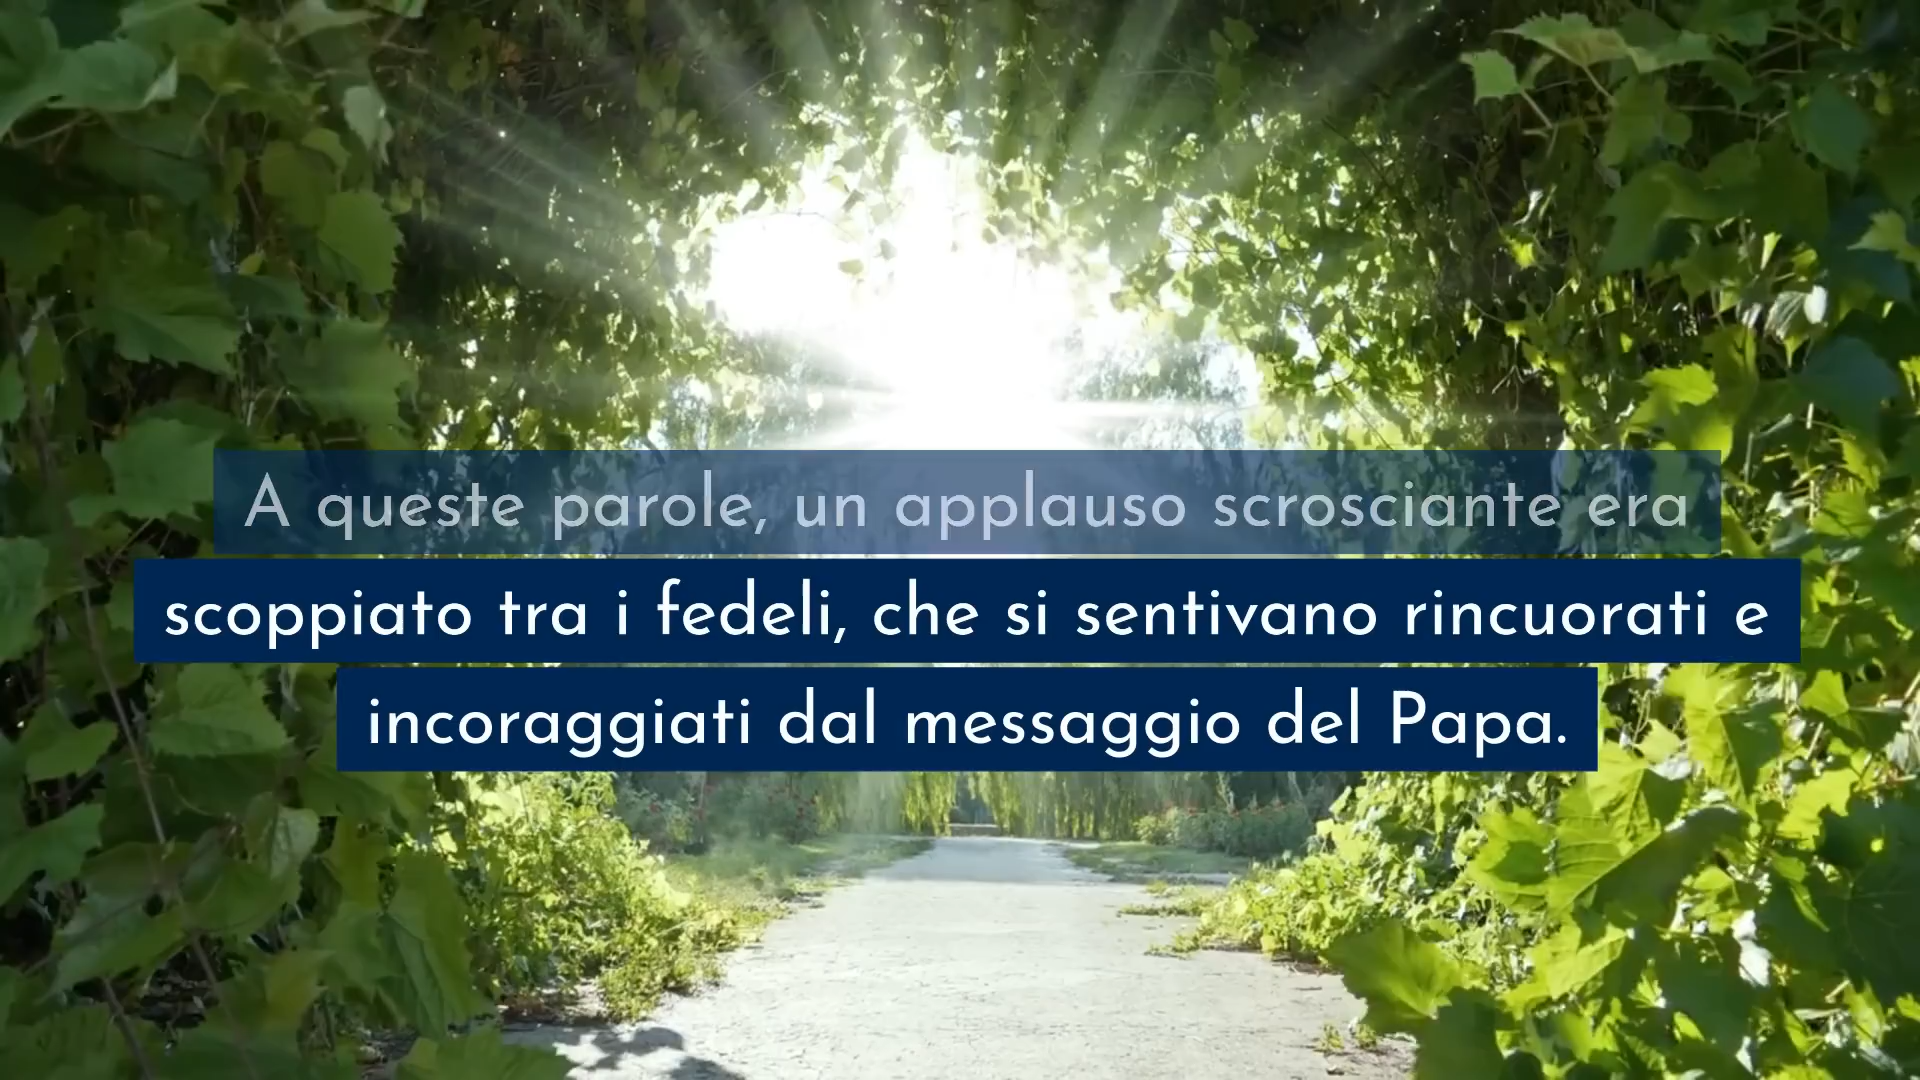 A queste parole, un applauso scrosciante era
scoppiato tra i fedeli, che si sentivano rincuorati e
incoraggiati dal messaggio del Papa.